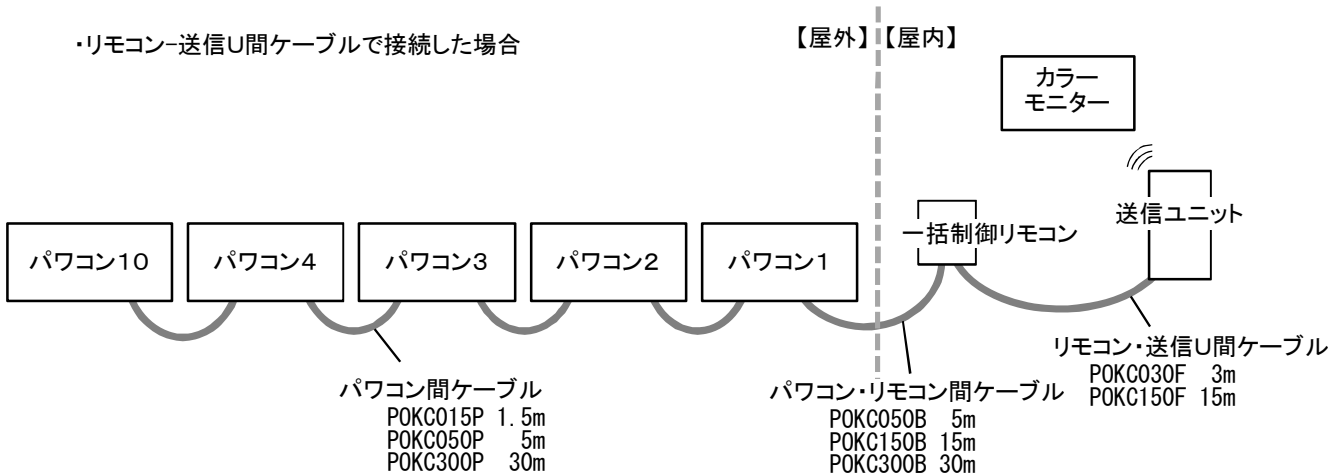 ・リモコン-送信U間ケーブルで接続した場合
【屋外】
【屋内】
カラー
モニター
送信ユニット
一括制御リモコン
パワコン10
パワコン4
パワコン3
パワコン2
パワコン1
リモコン・送信U間ケーブル
POKC030F 3m
POKC150F 15m
パワコン間ケーブル
POKC015P 1.5m
POKC050P 5m
POKC300P 30m
パワコン・リモコン間ケーブル
POKC050B 5m
POKC150B 15m
POKC300B 30m